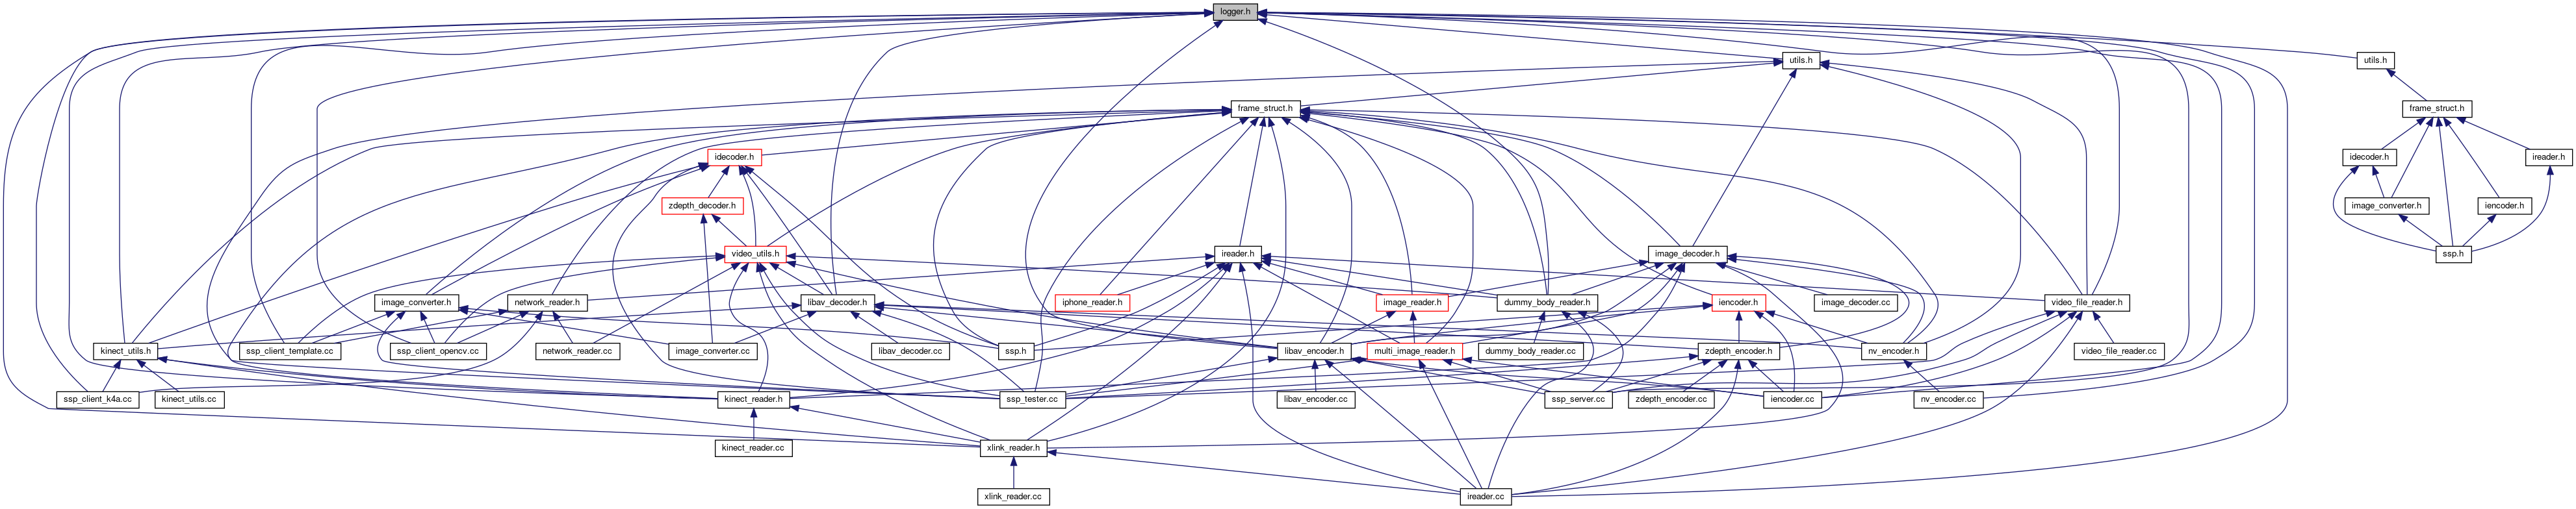 logger.h
utils.h
utils.h
frame_struct.h
frame_struct.h
idecoder.h
idecoder.h
ireader.h
zdepth_decoder.h
image_converter.h
iencoder.h
video_utils.h
ireader.h
image_decoder.h
ssp.h
image_converter.h
network_reader.h
libav_decoder.h
iphone_reader.h
image_reader.h
dummy_body_reader.h
iencoder.h
image_decoder.cc
video_file_reader.h
kinect_utils.h
ssp_client_template.cc
ssp_client_opencv.cc
network_reader.cc
image_converter.cc
libav_decoder.cc
ssp.h
libav_encoder.h
multi_image_reader.h
dummy_body_reader.cc
zdepth_encoder.h
nv_encoder.h
video_file_reader.cc
ssp_client_k4a.cc
kinect_utils.cc
kinect_reader.h
ssp_tester.cc
libav_encoder.cc
ssp_server.cc
zdepth_encoder.cc
iencoder.cc
nv_encoder.cc
kinect_reader.cc
xlink_reader.h
xlink_reader.cc
ireader.cc